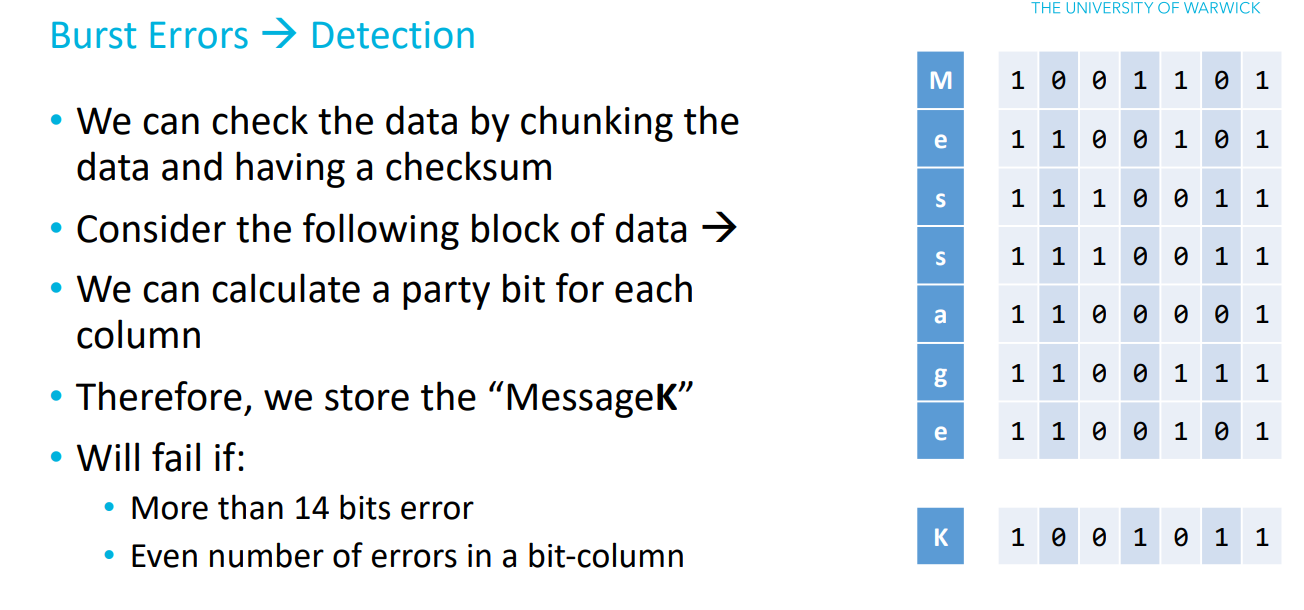 THE UNIVERSITY OF WARWICK
Burst Errors → Detection
• We can check the data by chunking the
data and having a checksum
• Consider the following block of data →
• We can calculate a party bit for each
column
• Therefore, we store the “MessageK”
• Will fail if:
• More than 14 bits error
• Even number of errors in a bit-column
M 1 0 0 1 1 0 1
e 1 1 0 0 1 0 1
s 1 1 1 0 0 1 1
s 1 1 1 0 0 1 1
a 1 1 0 0 0 0 1
g 1 1 0 0 1 1 1
e 1 1 0 0 1 0 1
K 1 0 0 1 0 1 1